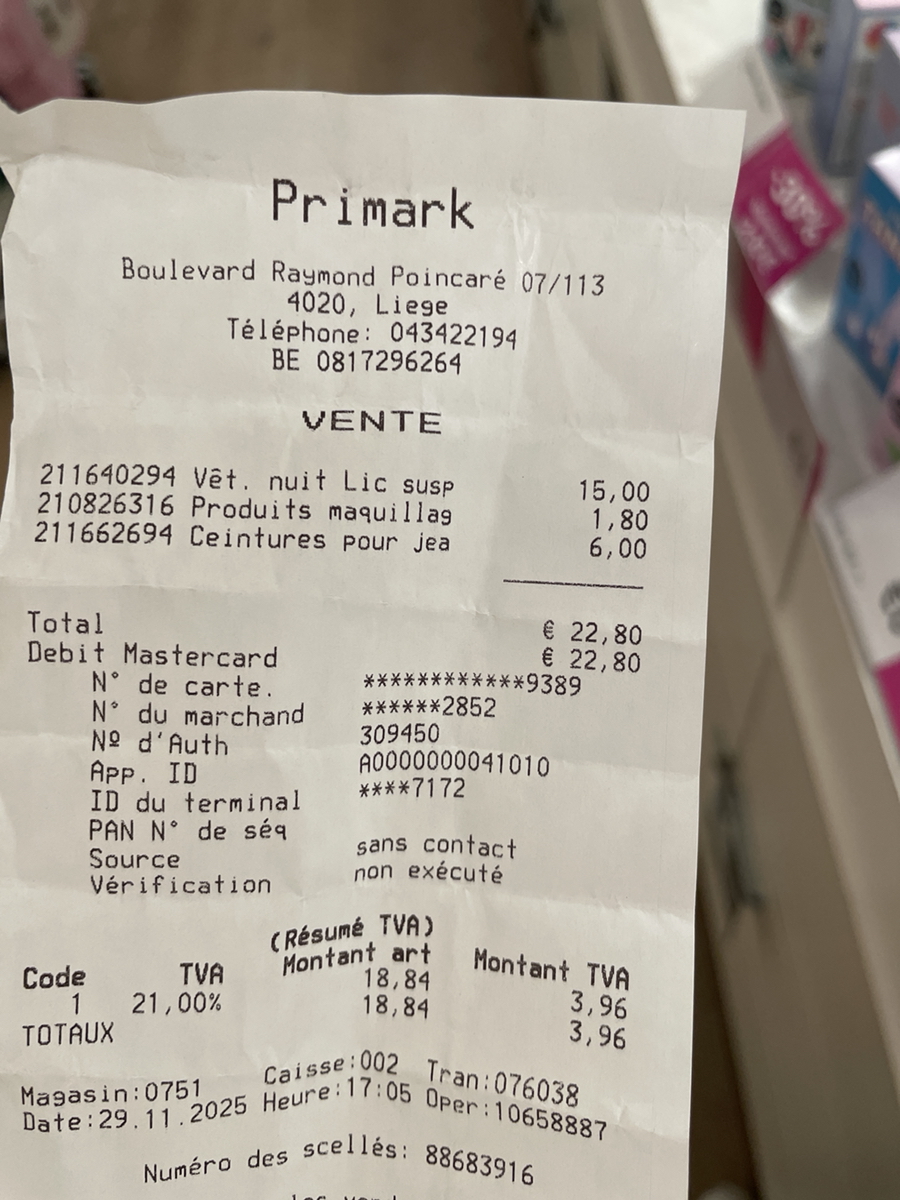 Primark
Boulevard Raymond Poincaré 07/113
4020, Liege
Téléphone: 043422194
BE 0817296264
VENTE
211640294 Vêt. nuit Lic susp 15,00
210826316 Produits maquillag 1,80
211662694 Ceintures pour jea 6,00
Total € 22,80
Debit Mastercard € 22,80
N° de carte. ************9389
N° du marchand ******2852
Nº d'Auth 309450
App. ID A0000000041010
ID du terminal ****7172
PAN N° de séq
Source sans contact
Vérification non exécuté
(Résumé TVA)
Code TVA Montant art Montant TVA
1 21,00% 18,84 3,96
TOTAUX 18,84 3,96
Magasin:0751 Caisse:002 Tran:076038
Date:29.11.2025 Heure:17:05 Oper:10658887
Numéro des scellés: 88683916
-30%